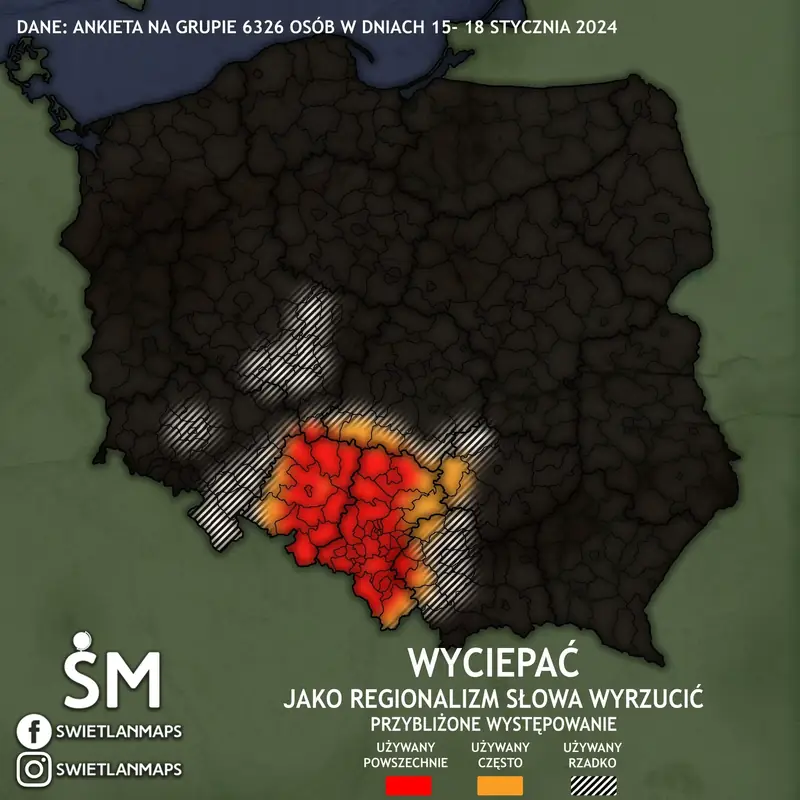 DANE: ANKIETA NA GRUPIE 6326 OSÓB W DNIACH 15- 18 STYCZNIA 2024
WYCIEPAĆ
JAKO REGIONALIZM SŁOWA WYRZUCIĆ
PRZYBLIŻONE WYSTĘPOWANIE
UŻYWANY POWSZECHNIE
UŻYWANY CZĘSTO
UŻYWANY RZADKO
ŚM
SWIETLANMAPS
SWIETLANMAPS